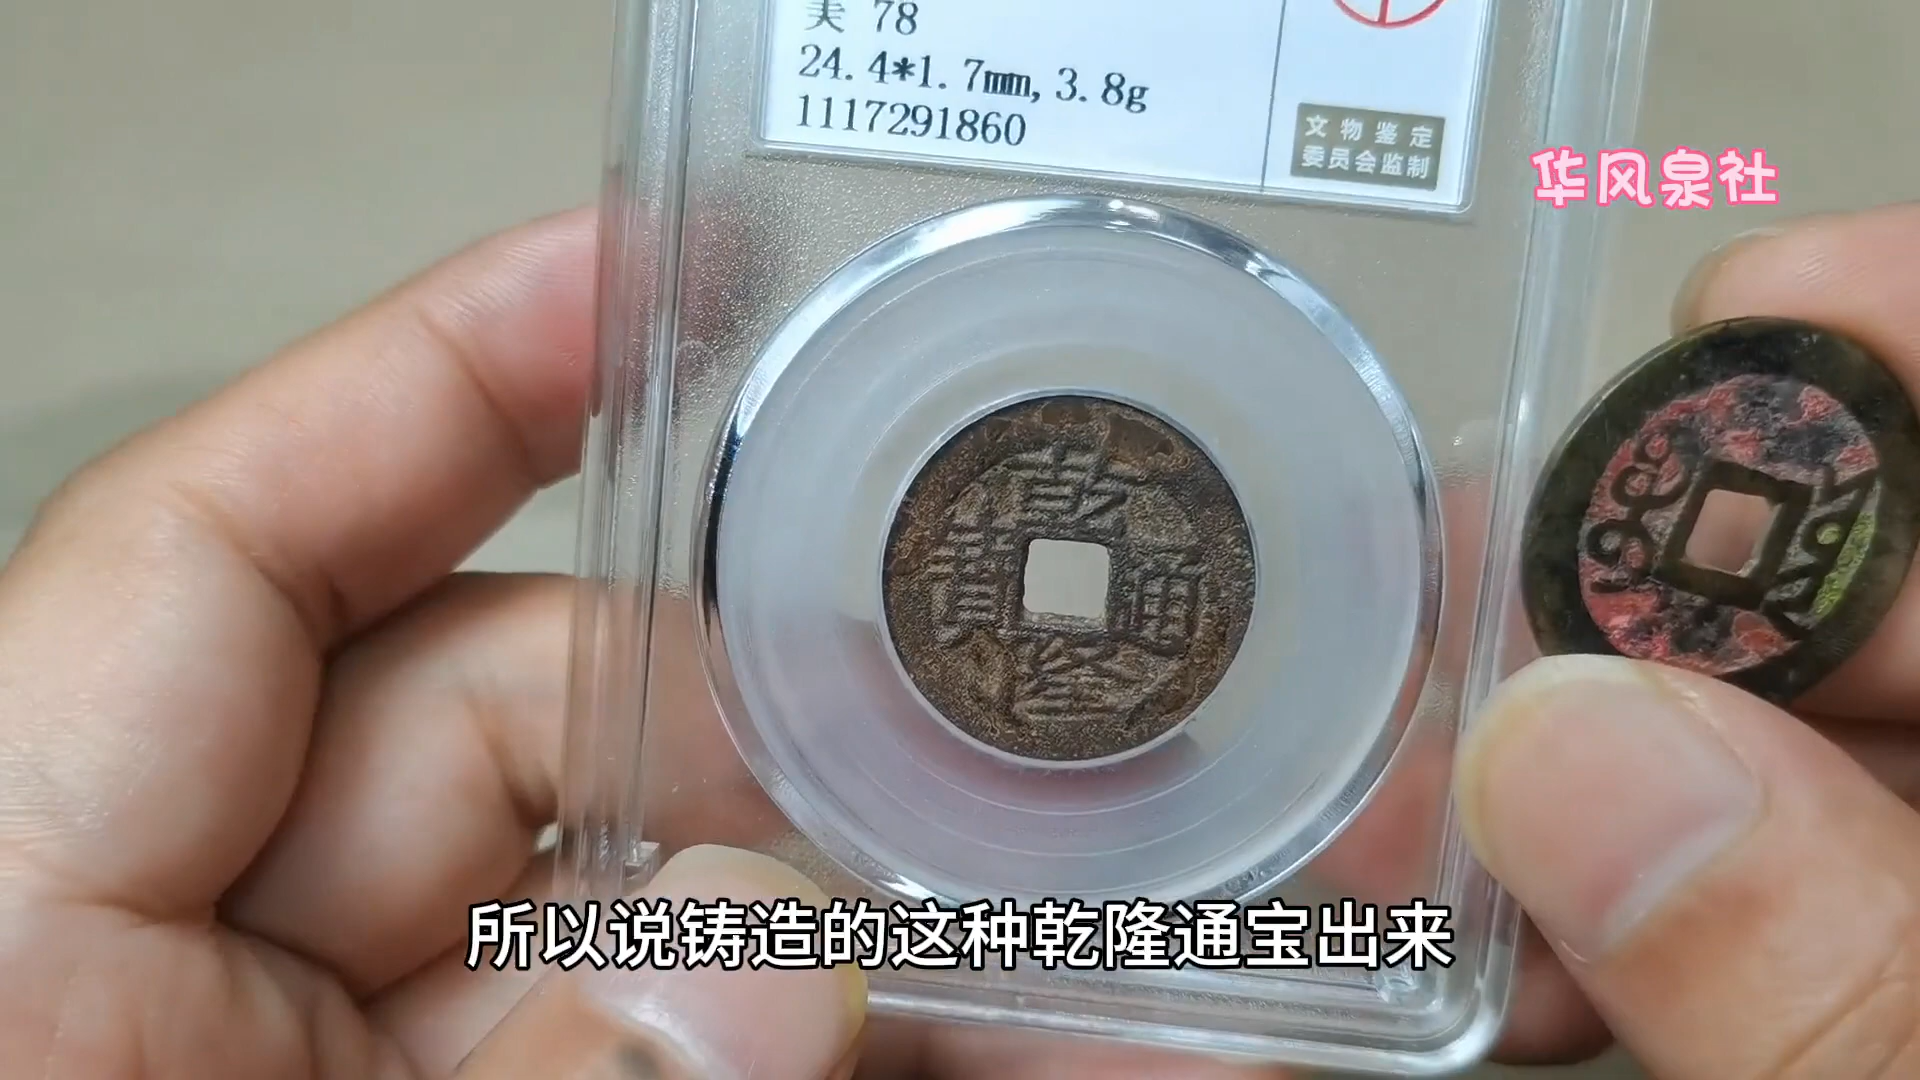 美 78
24.4*1.7mm,3.8g
1117291860
文物鉴定
委员会监制
华风泉社
乾隆通寶
所以说铸造的这种乾隆通宝出来